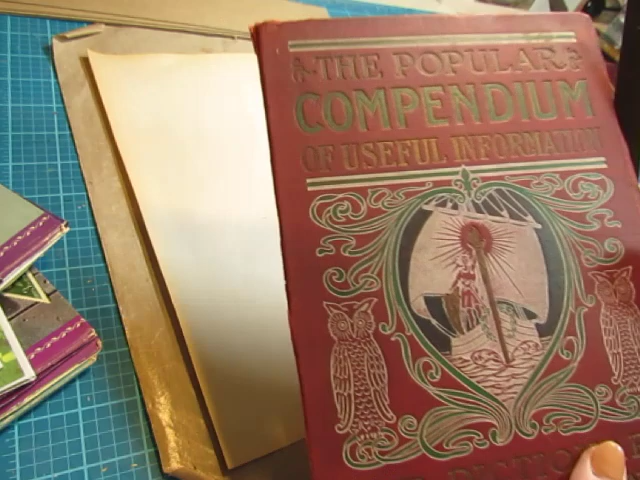 THE POPULAR
COMPENDIUM
OF USEFUL INFORMATION